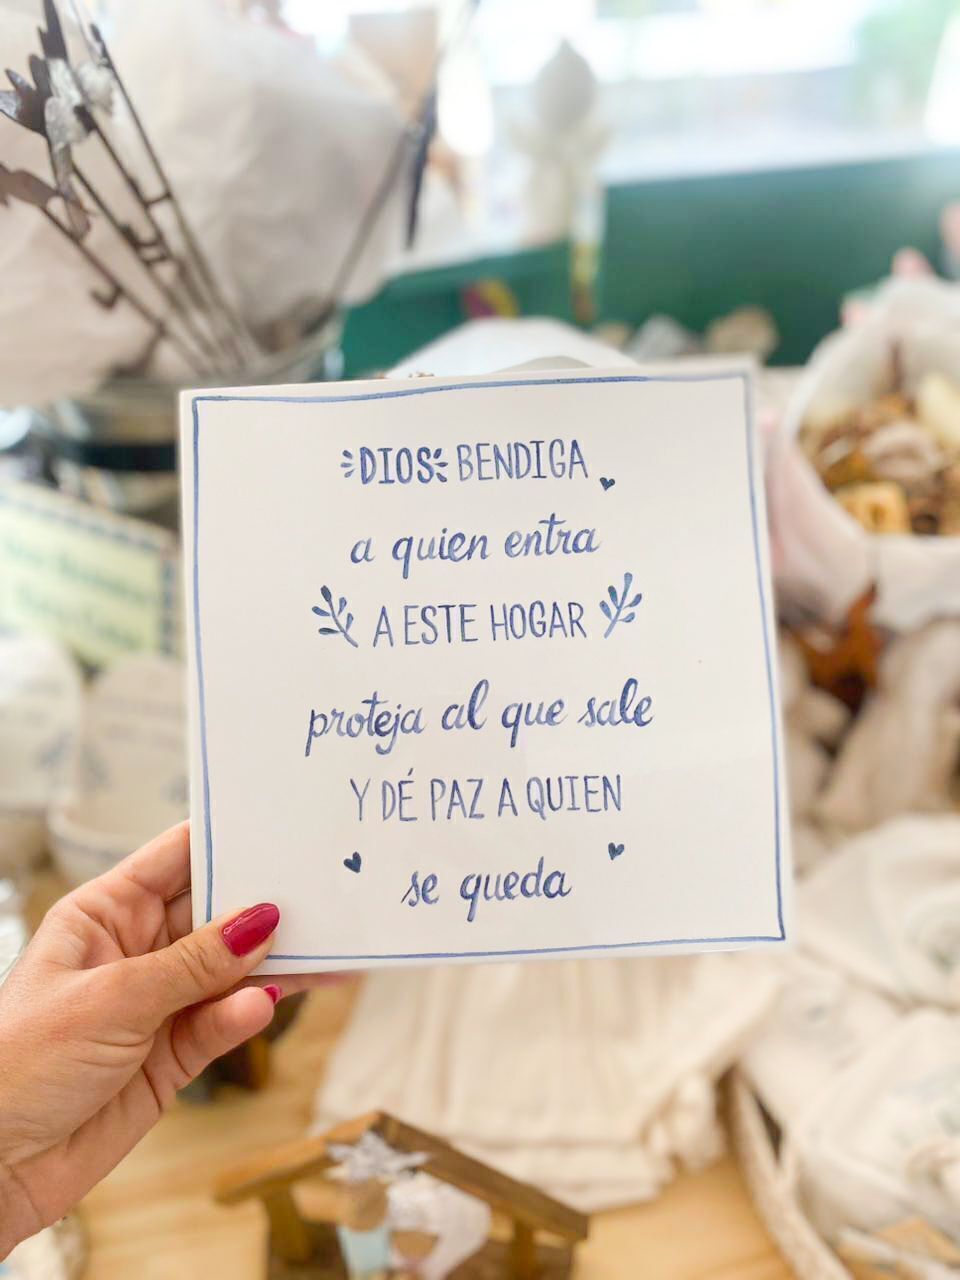 DIOS BENDIGA
a quien entra
A ESTE HOGAR
proteja al que sale
Y DÉ PAZ A QUIEN
se queda